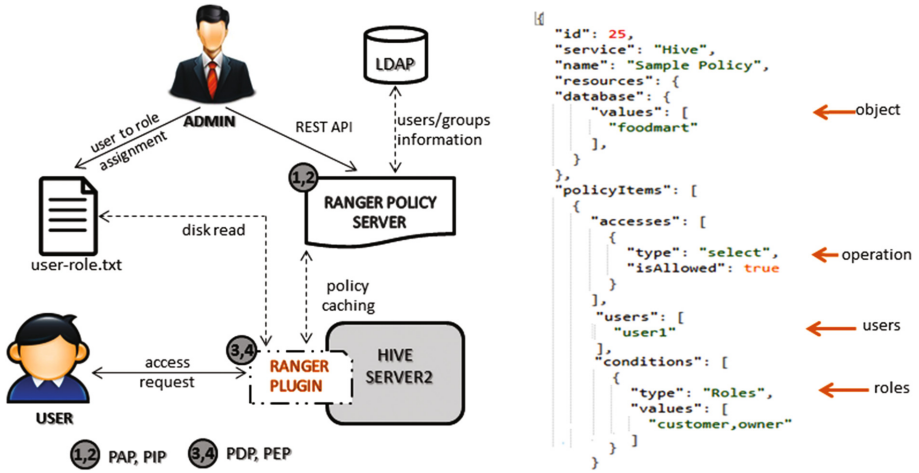 ADMIN
LDAP
user to role
assignment
REST API
users/groups
information
1,2
RANGER POLICY
SERVER
user-role.txt
disk read
policy
caching
3,4
RANGER
PLUGIN
HIVE
SERVER2
access
request
USER
1,2 PAP, PIP
3,4 PDP, PEP
{
"id": 25,
"service": "Hive",
"name": "Sample Policy",
"resources": {
"database": {
"values": [
"foodmart"
],
}
},
"policyItems": [
{
"accesses": [
{
"type": "select",
"isAllowed": true
}
],
"users": [
"user1"
],
"conditions": [
{
"type": "Roles",
"values": [
"customer,owner"
]
}
}
object
operation
users
roles